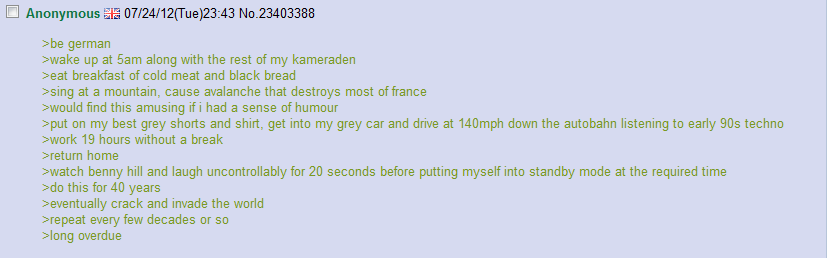 Anonymous 07/24/12(Tue)23:43 No.23403388
>be german
>wake up at 5am along with the rest of my kameraden
>eat breakfast of cold meat and black bread
>sing at a mountain, cause avalanche that destroys most of france
>would find this amusing if i had a sense of humour
>put on my best grey shorts and shirt, get into my grey car and drive at 140mph down the autobahn listening to early 90s techno
>work 19 hours without a break
>return home
>watch benny hill and laugh uncontrollably for 20 seconds before putting myself into standby mode at the required time
>do this for 40 years
>eventually crack and invade the world
>repeat every few decades or so
>long overdue